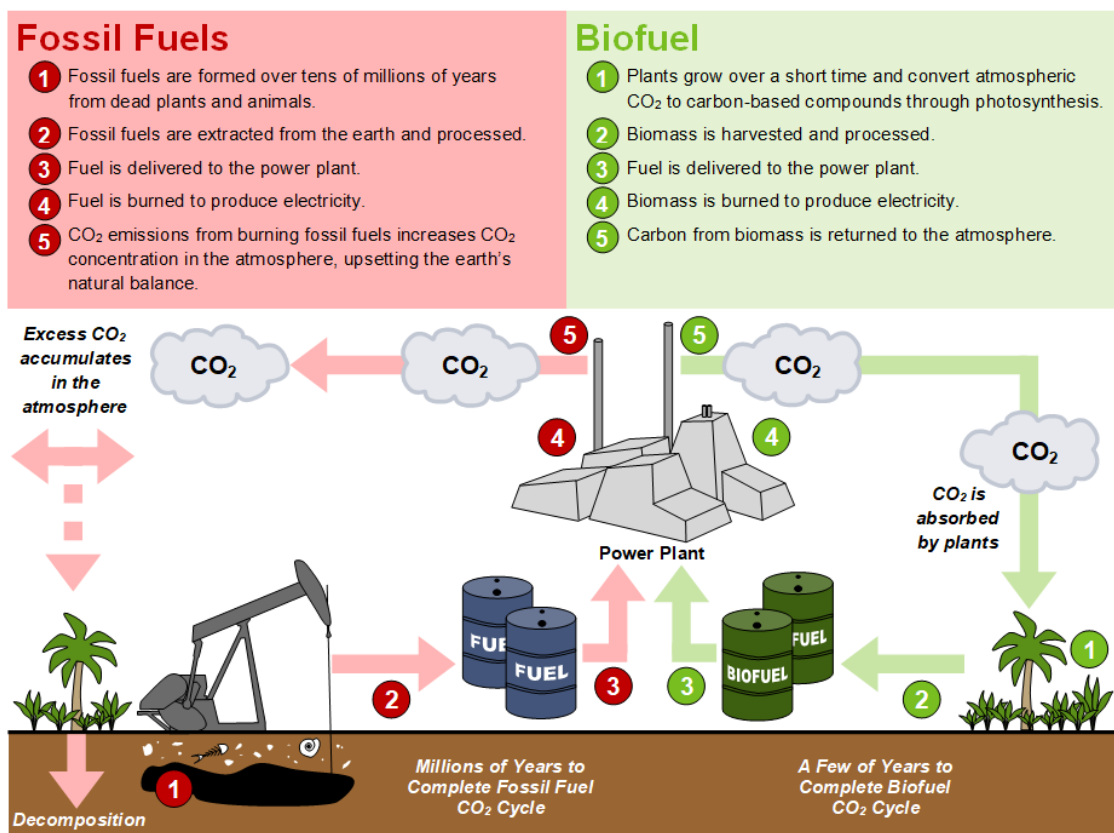 Fossil Fuels
1 Fossil fuels are formed over tens of millions of years
from dead plants and animals.
2 Fossil fuels are extracted from the earth and processed.
3 Fuel is delivered to the power plant.
4 Fuel is burned to produce electricity.
5 CO₂ emissions from burning fossil fuels increases CO₂
concentration in the atmosphere, upsetting the earth's
natural balance.
Biofuel
1 Plants grow over a short time and convert atmospheric
CO₂ to carbon-based compounds through photosynthesis.
2 Biomass is harvested and processed.
3 Fuel is delivered to the power plant.
4 Biomass is burned to produce electricity.
5 Carbon from biomass is returned to the atmosphere.
Excess CO₂
accumulates
in the
atmosphere
CO₂
CO₂
5
5
CO₂
CO₂
4
4
CO₂ is
absorbed
by plants
Power Plant
FUEL
FUEL
FUEL
BIOFUEL
1
2
3
3
2
1
Millions of Years to
Complete Fossil Fuel
CO₂ Cycle
A Few of Years to
Complete Biofuel
CO₂ Cycle
Decomposition